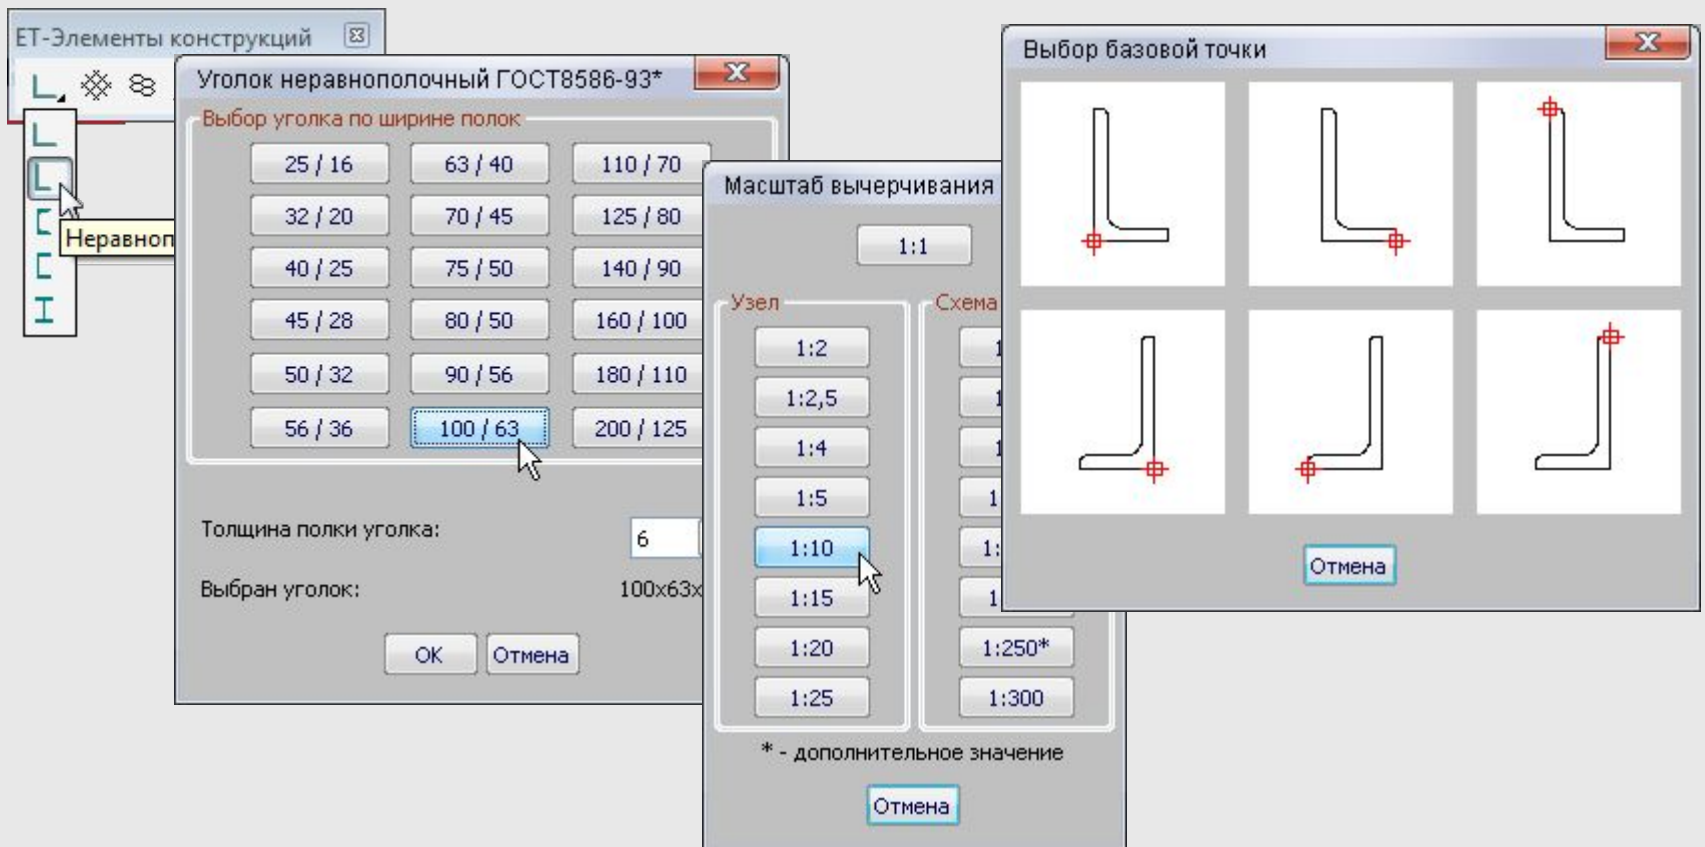 ЕТ-Элементы конструкций
Неравноп
Уголок неравнополочный ГОСТ8586-93*
Выбор уголка по ширине полок
25 / 16 63 / 40 110 / 70
32 / 20 70 / 45 125 / 80
40 / 25 75 / 50 140 / 90
45 / 28 80 / 50 160 / 100
50 / 32 90 / 56 180 / 110
56 / 36 100 / 63 200 / 125
Толщина полки уголка: 6
Выбран уголок: 100x63x
OK Отмена
Масштаб вычерчивания
1:1
Узел Схема
1:2
1:2,5
1:4
1:5
1:10
1:15
1:20 1:250*
1:25 1:300
* - дополнительное значение
Отмена
Выбор базовой точки
Отмена